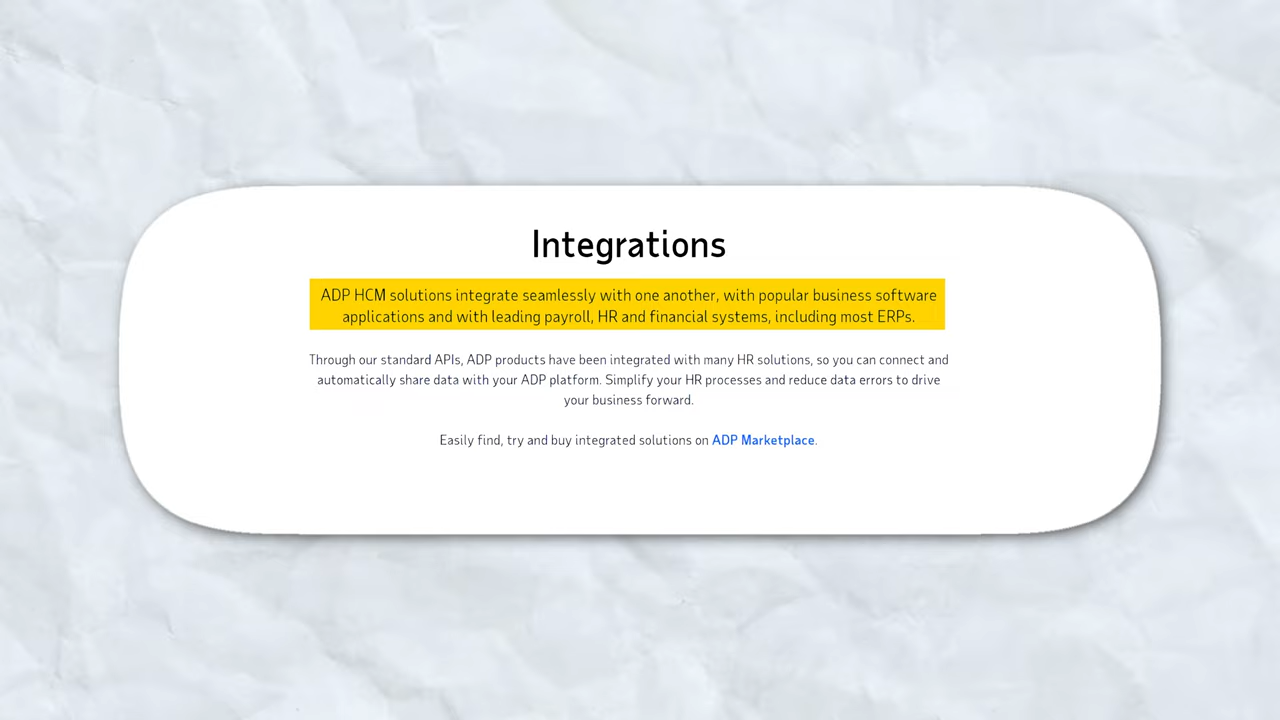 Integrations
ADP HCM solutions integrate seamlessly with one another, with popular business software
applications and with leading payroll, HR and financial systems, including most ERPs.
Through our standard APIs, ADP products have been integrated with many HR solutions, so you can connect and
automatically share data with your ADP platform. Simplify your HR processes and reduce data errors to drive
your business forward.
Easily find, try and buy integrated solutions on ADP Marketplace.